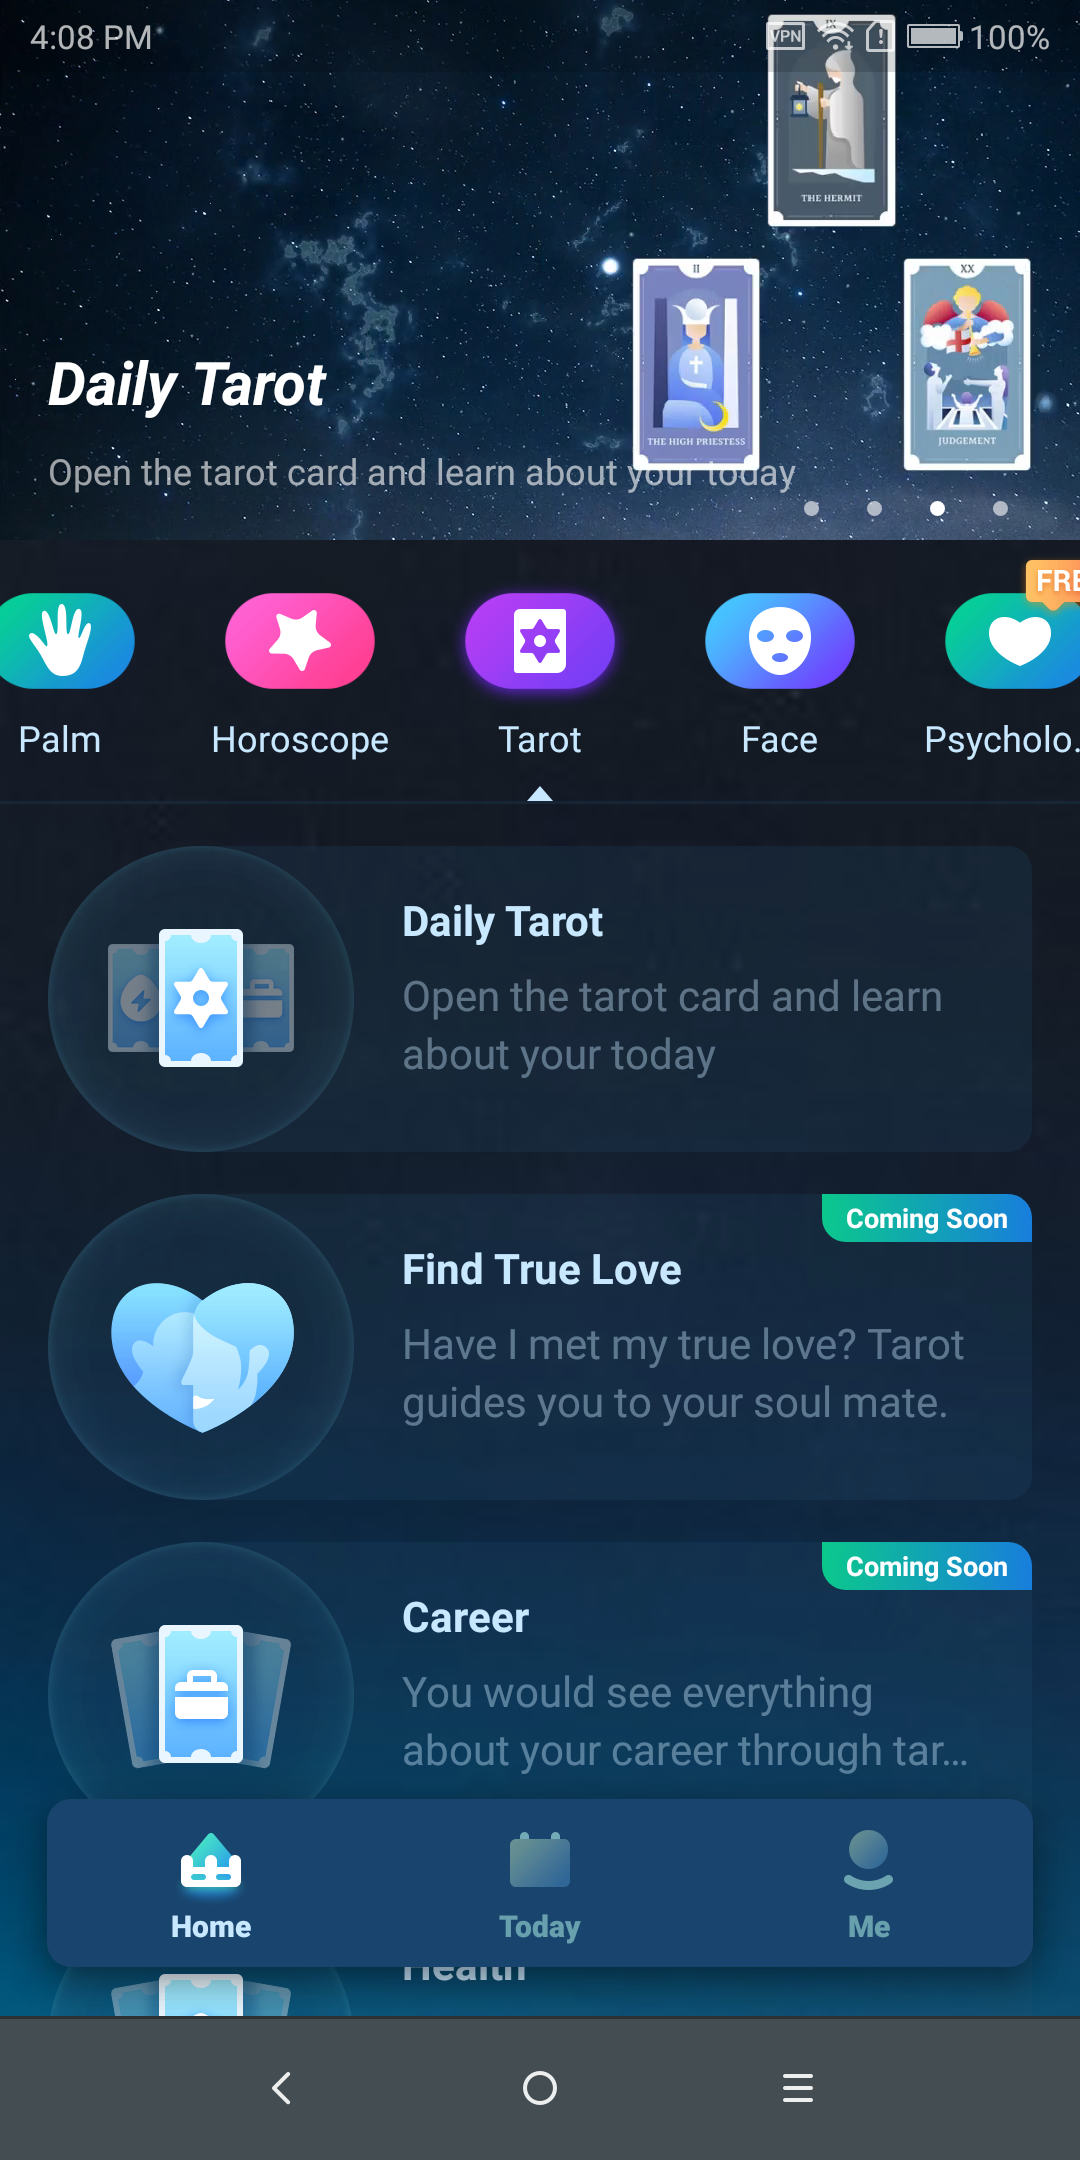 4:08 PM
VPN
100%
IX
THE HERMIT
II
THE HIGH PRIESTESS
XX
JUDGEMENT
Daily Tarot
Open the tarot card and learn about your today
FRE
Palm
Horoscope
Tarot
Face
Psycholo.
Daily Tarot
Open the tarot card and learn
about your today
Coming Soon
Find True Love
Have I met my true love? Tarot
guides you to your soul mate.
Coming Soon
Career
You would see everything
about your career through tar...
Home
Today
Me
Health